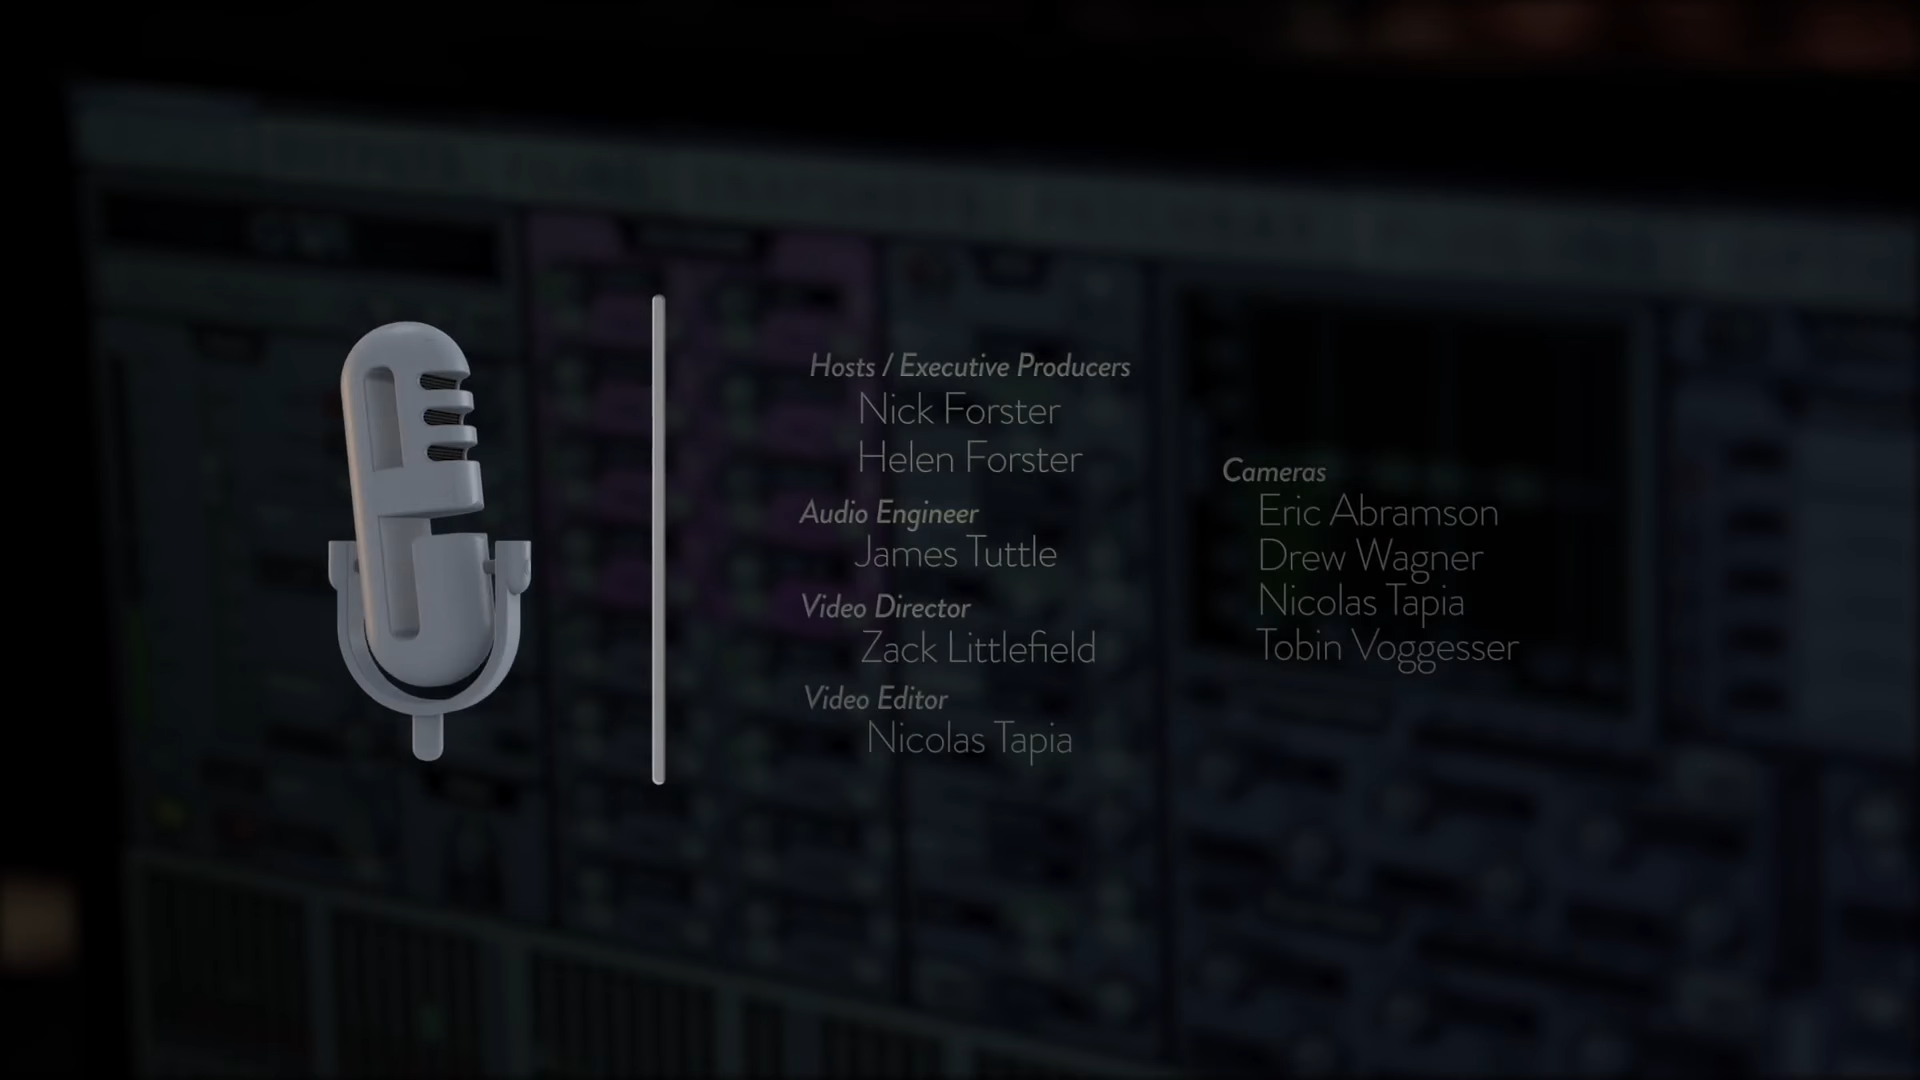 Hosts / Executive Producers
Nick Forster
Helen Forster
Audio Engineer
James Tuttle
Video Director
Zack Littlefield
Video Editor
Nicolas Tapia
Cameras
Eric Abramson
Drew Wagner
Nicolas Tapia
Tobin Voggesser